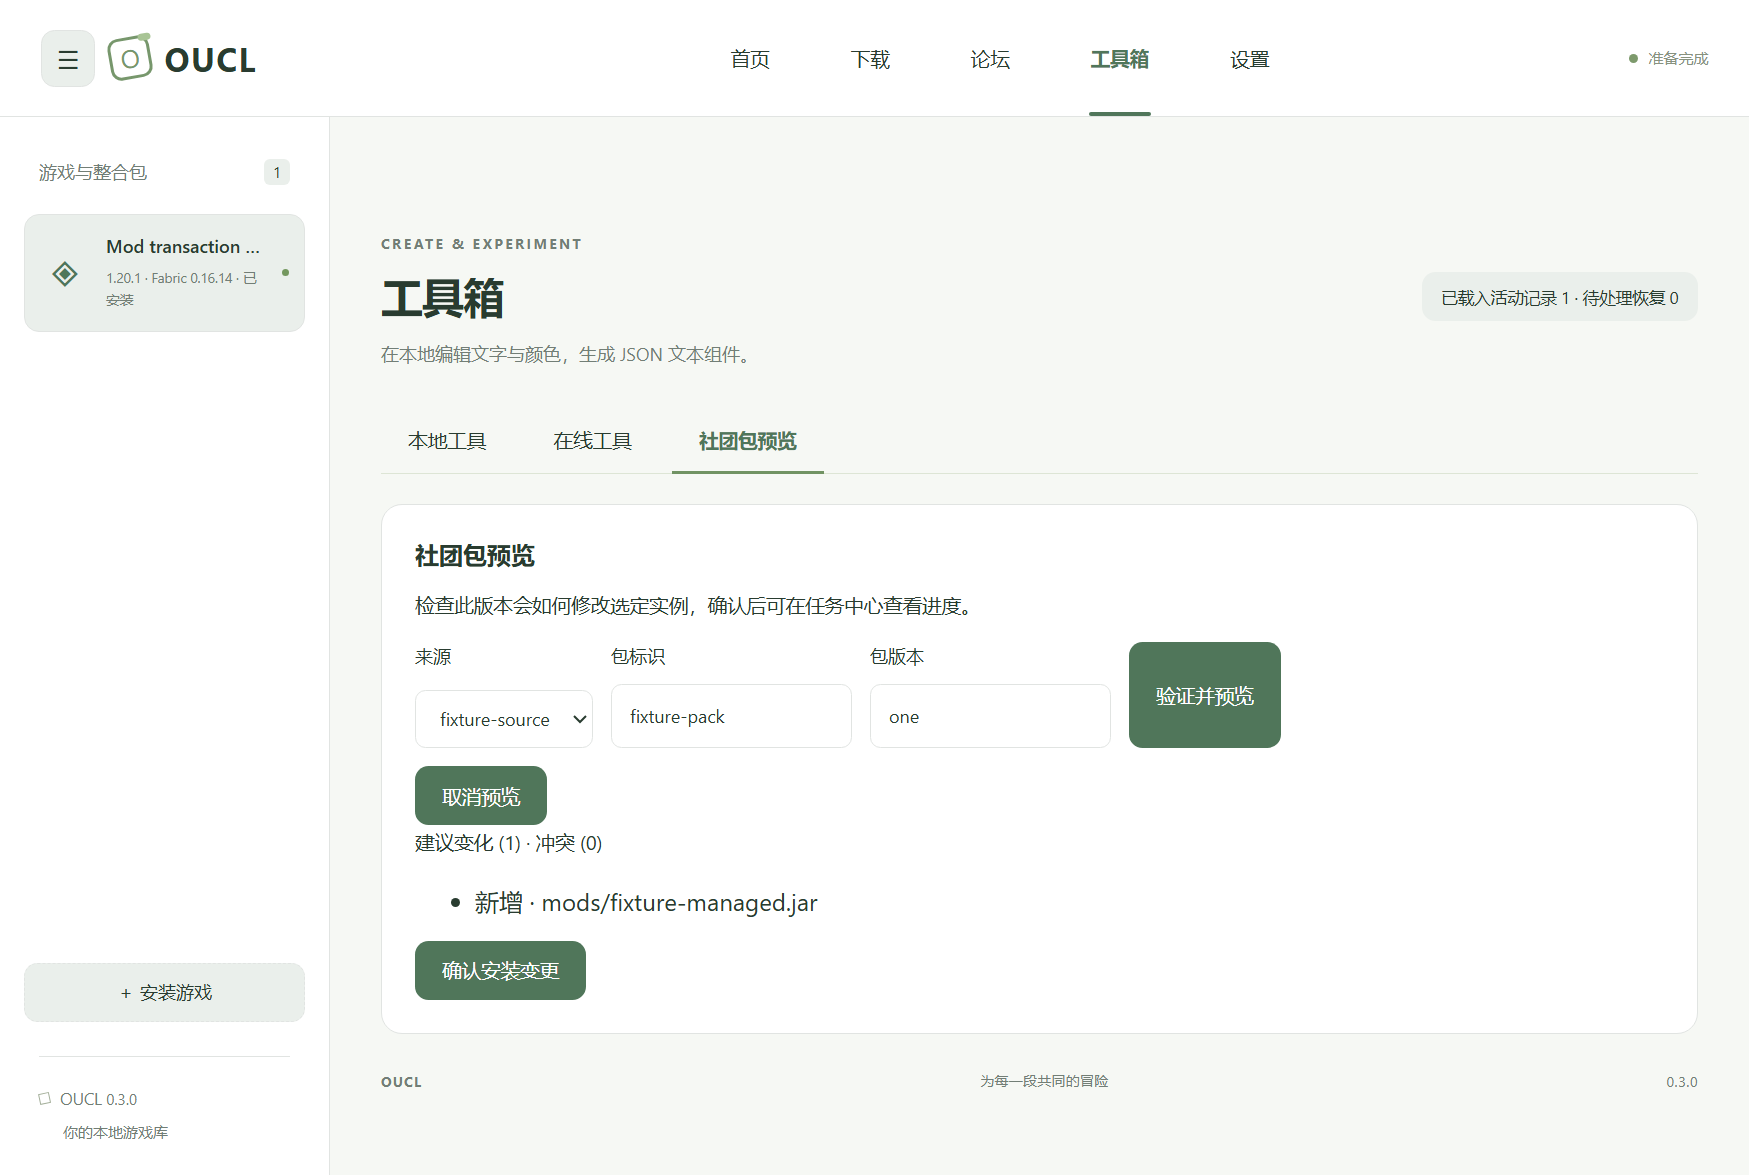 ☰ O OUCL
首页 下载 论坛 工具箱 设置
准备完成
游戏与整合包 1
Mod transaction ...
1.20.1 · Fabric 0.16.14 · 已
安装
+ 安装游戏
OUCL 0.3.0
你的本地游戏库
CREATE & EXPERIMENT
工具箱
已载入活动记录 1 · 待处理恢复 0
在本地编辑文字与颜色，生成 JSON 文本组件。
本地工具 在线工具 社团包预览
社团包预览
检查此版本会如何修改选定实例，确认后可在任务中心查看进度。
来源 包标识 包版本
fixture-source fixture-pack one 验证并预览
取消预览
建议变化 (1) · 冲突 (0)
• 新增 · mods/fixture-managed.jar
确认安装变更
OUCL 为每一段共同的冒险 0.3.0